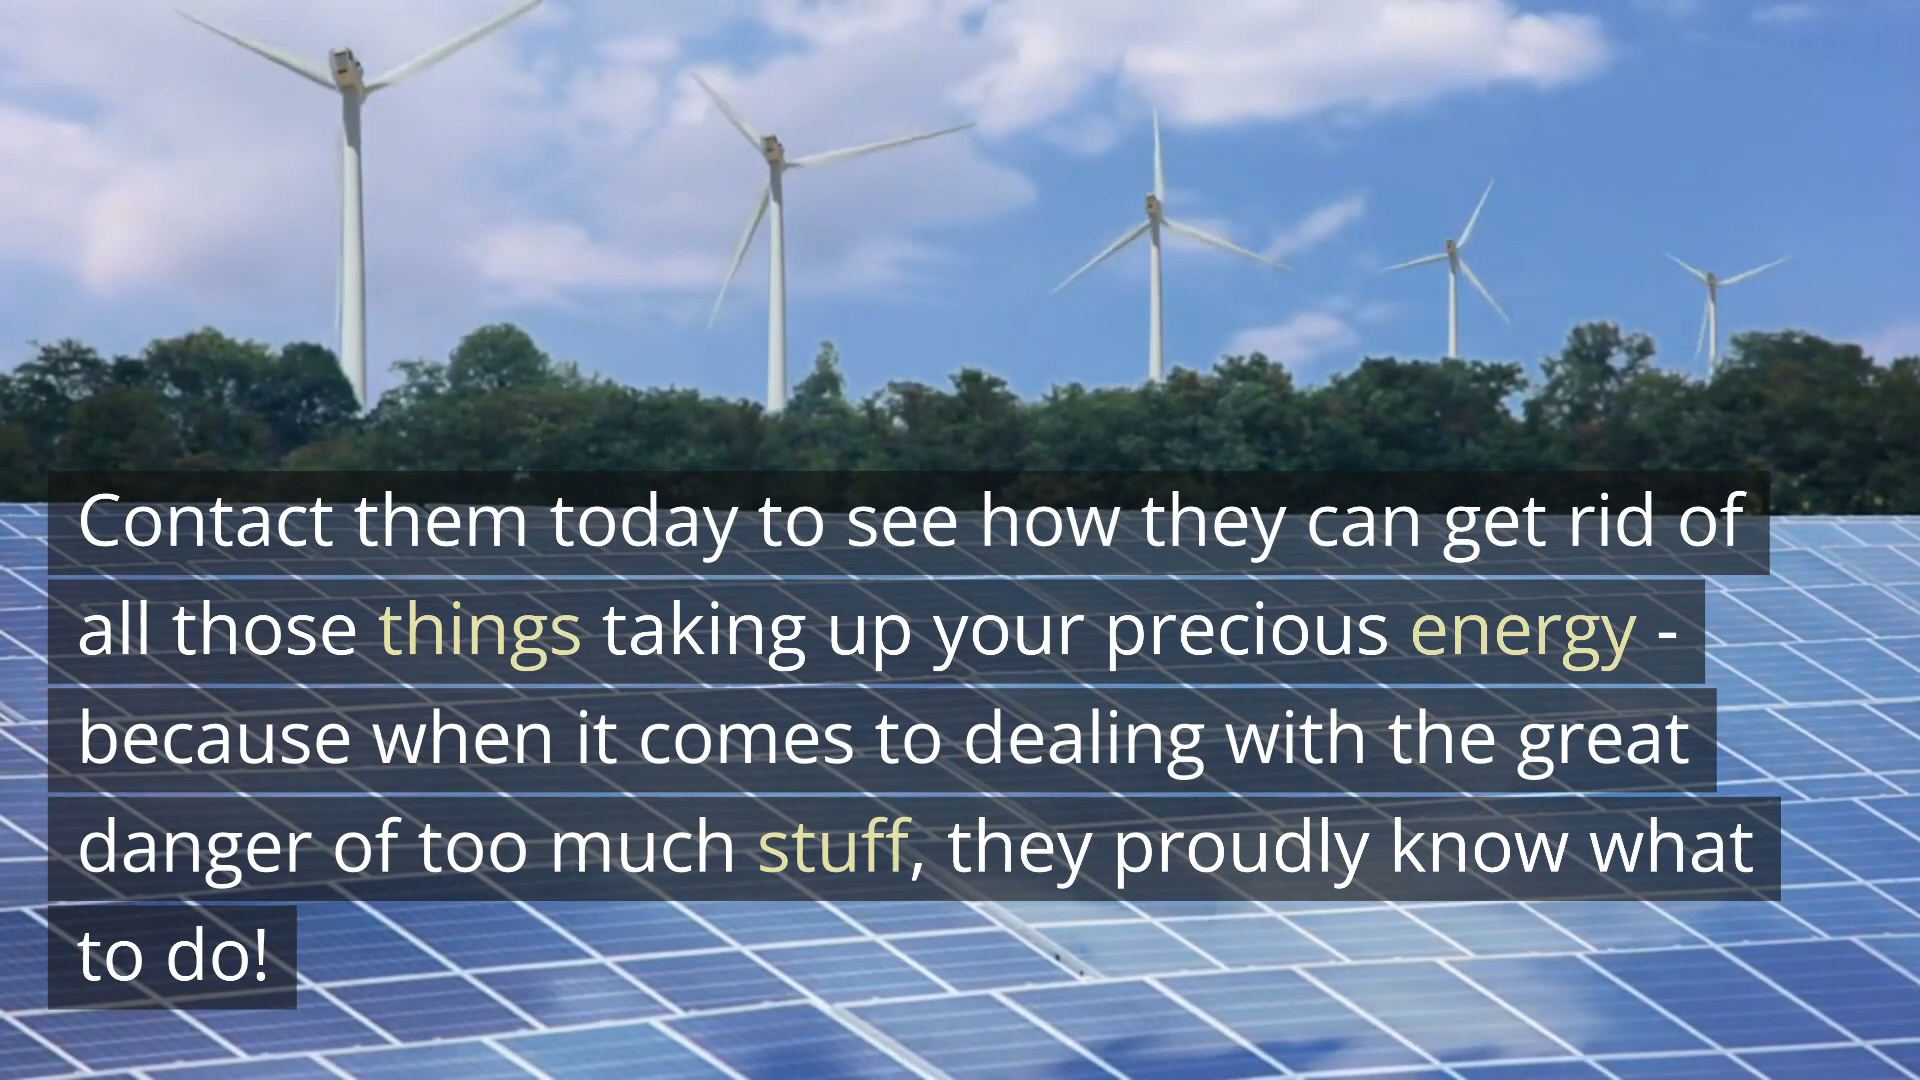 Contact them today to see how they can get rid of
all those things taking up your precious energy -
because when it comes to dealing with the great
danger of too much stuff, they proudly know what
to do!